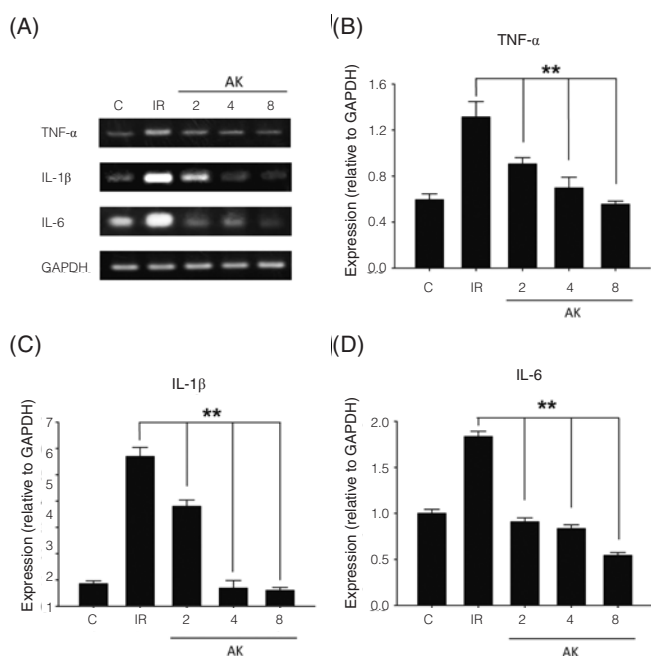 (A)
AK
C IR 2 4 8
TNF-α
IL-1β
IL-6
GAPDH
(B)
TNF-α
Expression (relative to GAPDH)
1.6
1.2
0.6
0.4
0.0
**
C IR 2 4 8
AK
(C)
IL-1β
Expression (relative to GAPDH)
7
6
4
2
1
**
C IR 2 4 8
AK
(D)
IL-6
Expression (relative to GAPDH)
2.0
1.5
1.0
0.5
0.0
**
C IR 2 4 8
AK